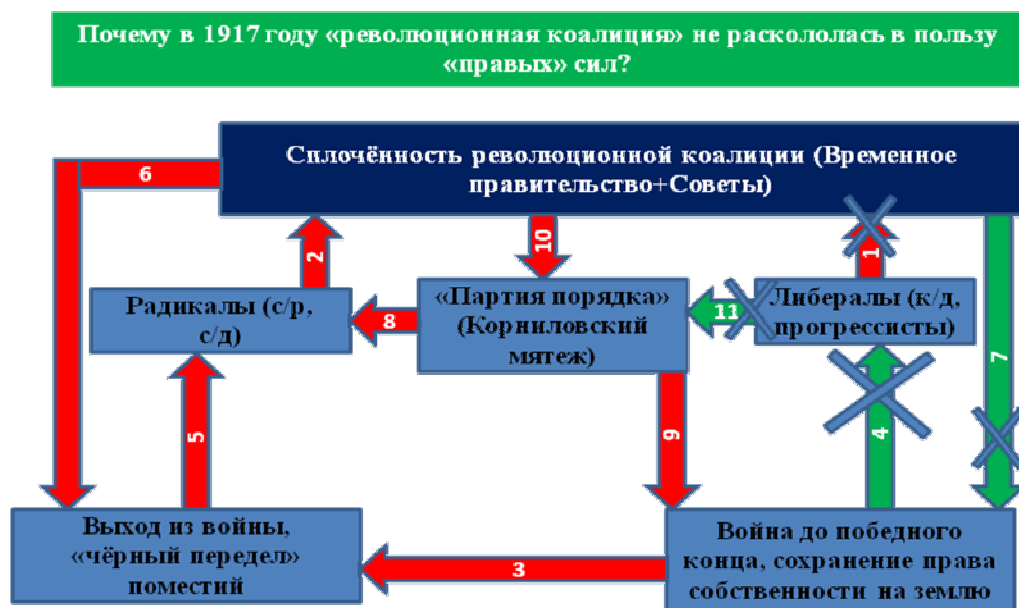 Почему в 1917 году «революционная коалиция» не раскололась в пользу
«правых» сил?
Сплочённость революционной коалиции (Временное
правительство+Советы)
6
2
10
1
7
Радикалы (с/р,
с/д)
8
«Партия порядка»
(Корниловский
мятеж)
11
Либералы (к/д,
прогрессисты)
5
9
4
Выход из войны,
«чёрный передел»
поместий
3
Война до победного
конца, сохранение права
собственности на землю